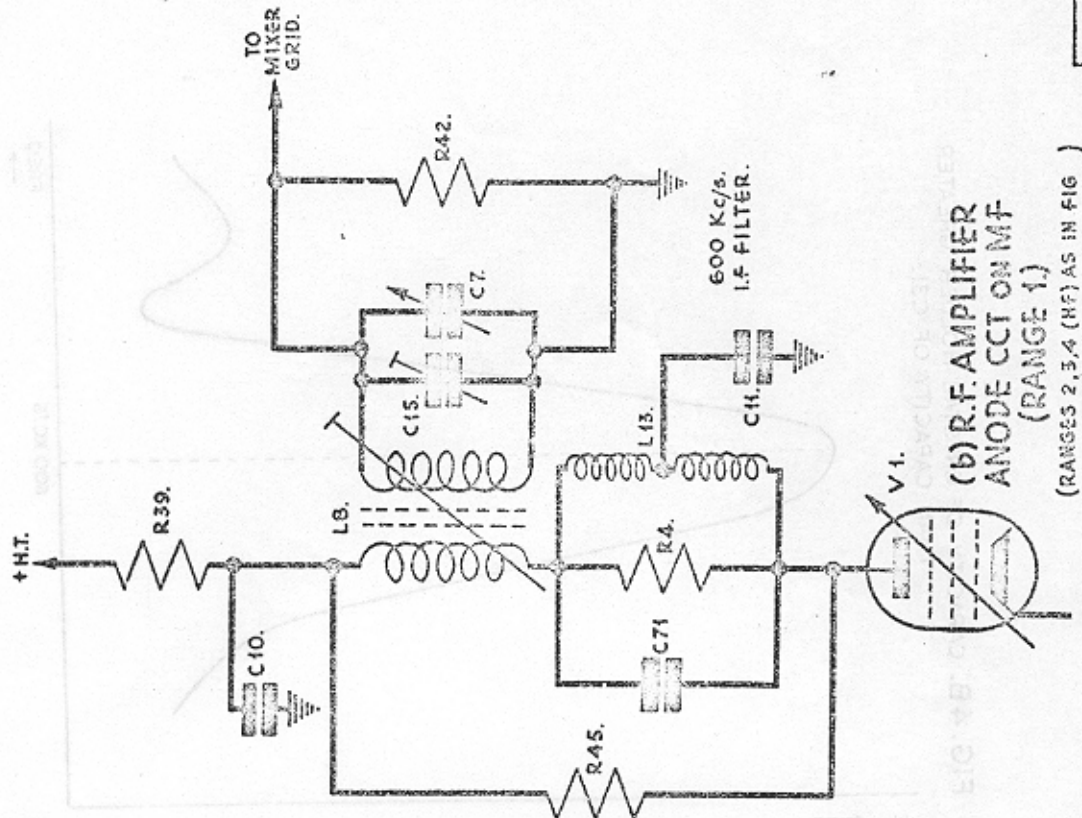 + H.T.
R39.
C10.
L8.
TO
MIXER
GRID.
R42.
C15.
C7.
600 Kc/s.
I.F FILTER.
L13.
C11.
R4.
C71
R45.
V1.
(b) R.F. AMPLIFIER
ANODE CCT ON MF
(RANGE 1.)
(RANGES 2,3,4 (HF) AS IN FIG )